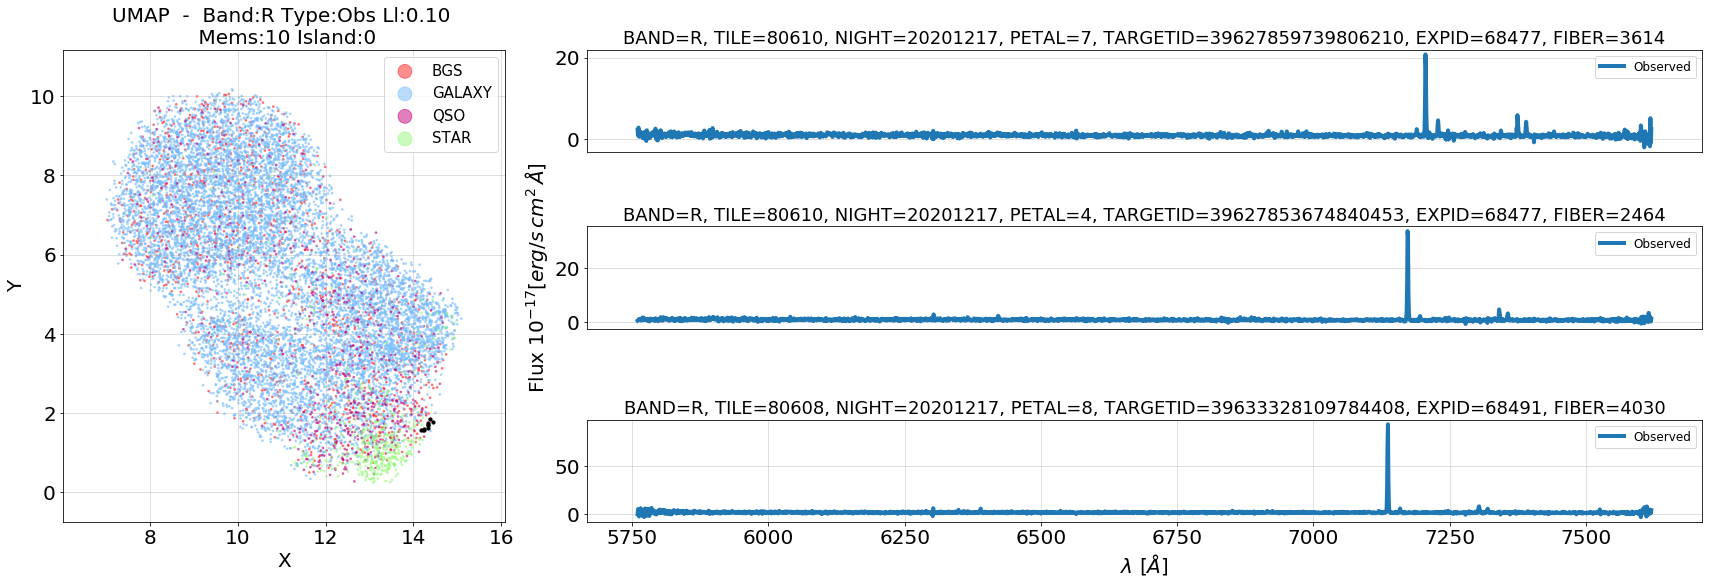 UMAP - Band:R Type:Obs Ll:0.10
Mems:10 Island:0
BGS
GALAXY
QSO
STAR
10
8
6
4
2
0
Y
8
10
12
14
16
X
BAND=R, TILE=80610, NIGHT=20201217, PETAL=7, TARGETID=39627859739806210, EXPID=68477, FIBER=3614
Observed
20
0
BAND=R, TILE=80610, NIGHT=20201217, PETAL=4, TARGETID=39627853674840453, EXPID=68477, FIBER=2464
Observed
20
0
Flux 10⁻¹⁷[erg/s cm² Å]
BAND=R, TILE=80608, NIGHT=20201217, PETAL=8, TARGETID=39633328109784408, EXPID=68491, FIBER=4030
Observed
50
0
5750
6000
6250
6500
6750
7000
7250
7500
λ [Å]